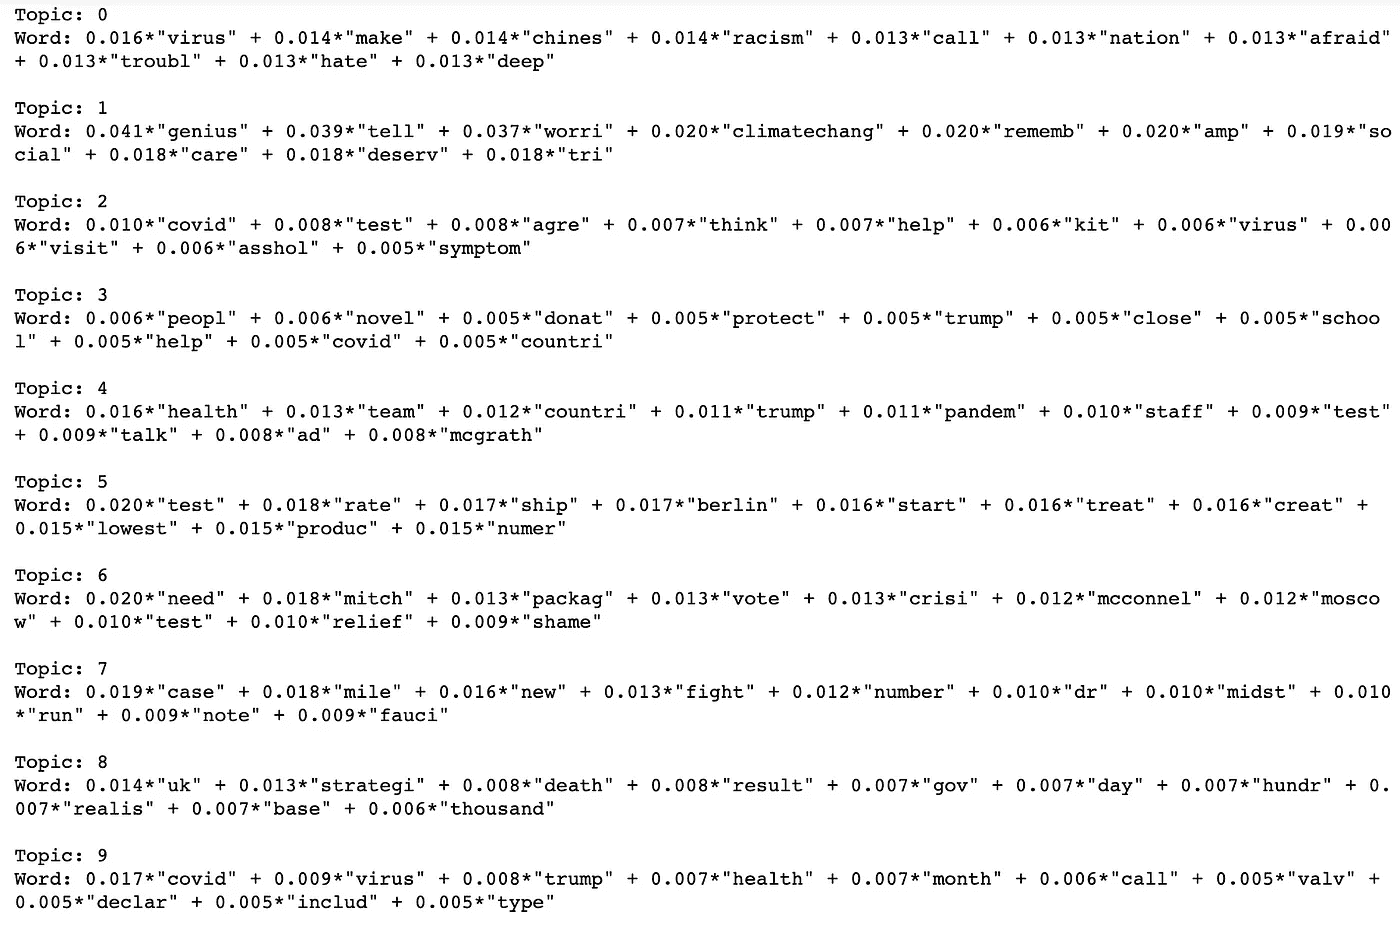 Topic: 0
Word: 0.016*"virus" + 0.014*"make" + 0.014*"chines" + 0.014*"racism" + 0.013*"call" + 0.013*"nation" + 0.013*"afraid"
+ 0.013*"troubl" + 0.013*"hate" + 0.013*"deep"
Topic: 1
Word: 0.041*"genius" + 0.039*"tell" + 0.037*"worri" + 0.020*"climatechang" + 0.020*"rememb" + 0.020*"amp" + 0.019*"so
cial" + 0.018*"care" + 0.018*"deserv" + 0.018*"tri"
Topic: 2
Word: 0.010*"covid" + 0.008*"test" + 0.008*"agre" + 0.007*"think" + 0.007*"help" + 0.006*"kit" + 0.006*"virus" + 0.00
6*"visit" + 0.006*"asshol" + 0.005*"symptom"
Topic: 3
Word: 0.006*"peopl" + 0.006*"novel" + 0.005*"donat" + 0.005*"protect" + 0.005*"trump" + 0.005*"close" + 0.005*"schoo
l" + 0.005*"help" + 0.005*"covid" + 0.005*"countri"
Topic: 4
Word: 0.016*"health" + 0.013*"team" + 0.012*"countri" + 0.011*"trump" + 0.011*"pandem" + 0.010*"staff" + 0.009*"test"
+ 0.009*"talk" + 0.008*"ad" + 0.008*"mcgrath"
Topic: 5
Word: 0.020*"test" + 0.018*"rate" + 0.017*"ship" + 0.017*"berlin" + 0.016*"start" + 0.016*"treat" + 0.016*"creat" +
0.015*"lowest" + 0.015*"produc" + 0.015*"numer"
Topic: 6
Word: 0.020*"need" + 0.018*"mitch" + 0.013*"packag" + 0.013*"vote" + 0.013*"crisi" + 0.012*"mcconnel" + 0.012*"mosco
w" + 0.010*"test" + 0.010*"relief" + 0.009*"shame"
Topic: 7
Word: 0.019*"case" + 0.018*"mile" + 0.016*"new" + 0.013*"fight" + 0.012*"number" + 0.010*"dr" + 0.010*"midst" + 0.010
*"run" + 0.009*"note" + 0.009*"fauci"
Topic: 8
Word: 0.014*"uk" + 0.013*"strategi" + 0.008*"death" + 0.008*"result" + 0.007*"gov" + 0.007*"day" + 0.007*"hundr" + 0.
007*"realis" + 0.007*"base" + 0.006*"thousand"
Topic: 9
Word: 0.017*"covid" + 0.009*"virus" + 0.008*"trump" + 0.007*"health" + 0.007*"month" + 0.006*"call" + 0.005*"valv" +
0.005*"declar" + 0.005*"includ" + 0.005*"type"